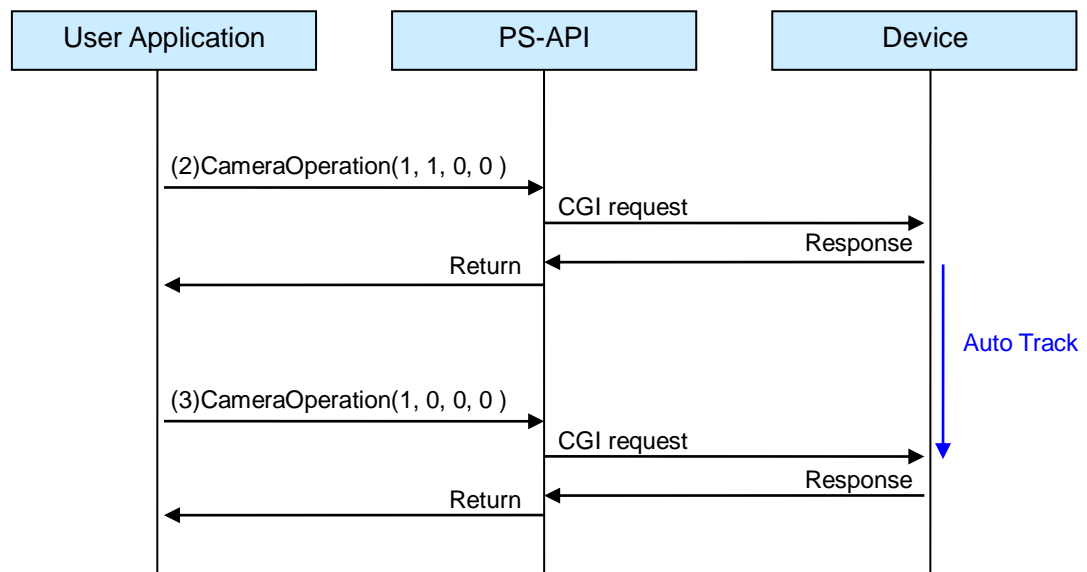 User Application
PS-API
Device
(2)CameraOperation(1, 1, 0, 0 )
CGI request
Response
Return
Auto Track
(3)CameraOperation(1, 0, 0, 0 )
CGI request
Response
Return